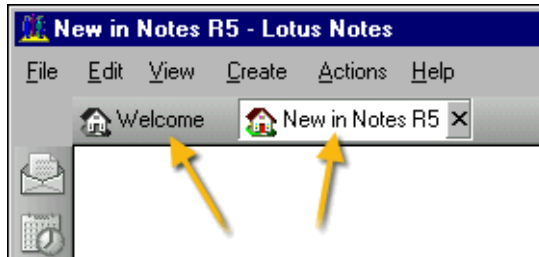 New in Notes R5 - Lotus Notes
File Edit View Create Actions Help
Welcome New in Notes R5